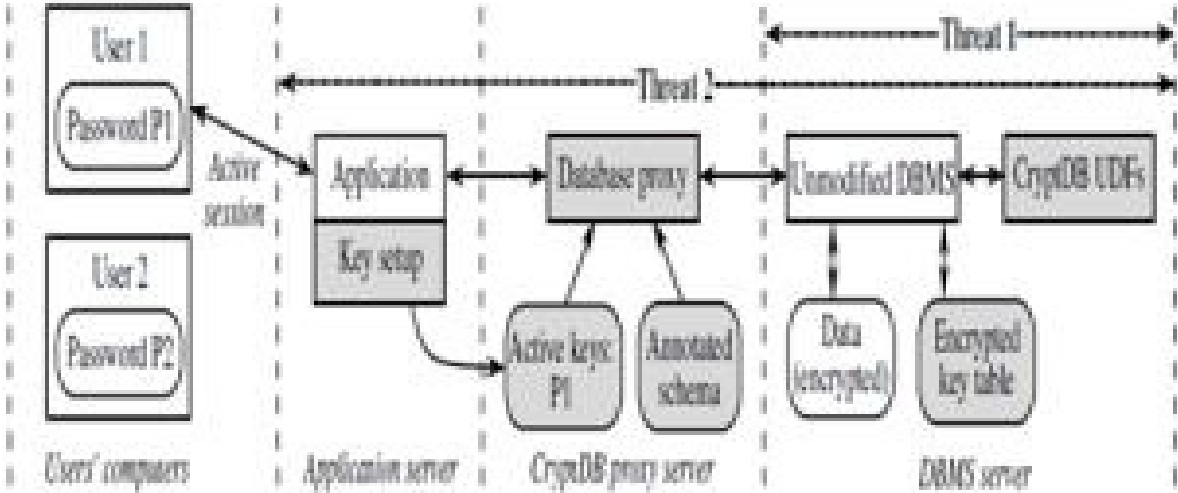 User 1
Password P1
Active
session
User 2
Password P2
Users' computers
Threat 1
Threat 2
Application
Key setup
Application server
Database proxy
Active keys:
P1
Annotated
schema
CryptDB proxy server
Unmodified DBMS
CryptDB UDFs
Data
(encrypted)
Encrypted
key table
DBMS server